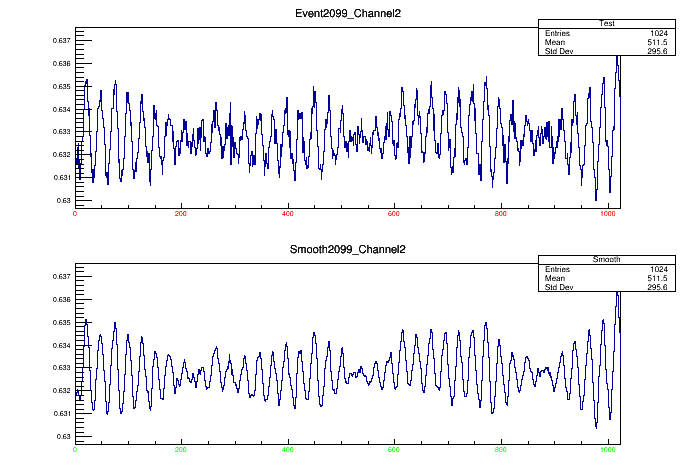 Event2099_Channel2
Test
Entries 1024
Mean 511.5
Std Dev 295.6
0.637
0.636
0.635
0.634
0.633
0.632
0.631
0.63
0 200 400 600 800 1000
Smooth2099_Channel2
Smooth
Entries 1024
Mean 511.5
Std Dev 295.6
0.637
0.636
0.635
0.634
0.633
0.632
0.631
0.63
0 200 400 600 800 1000